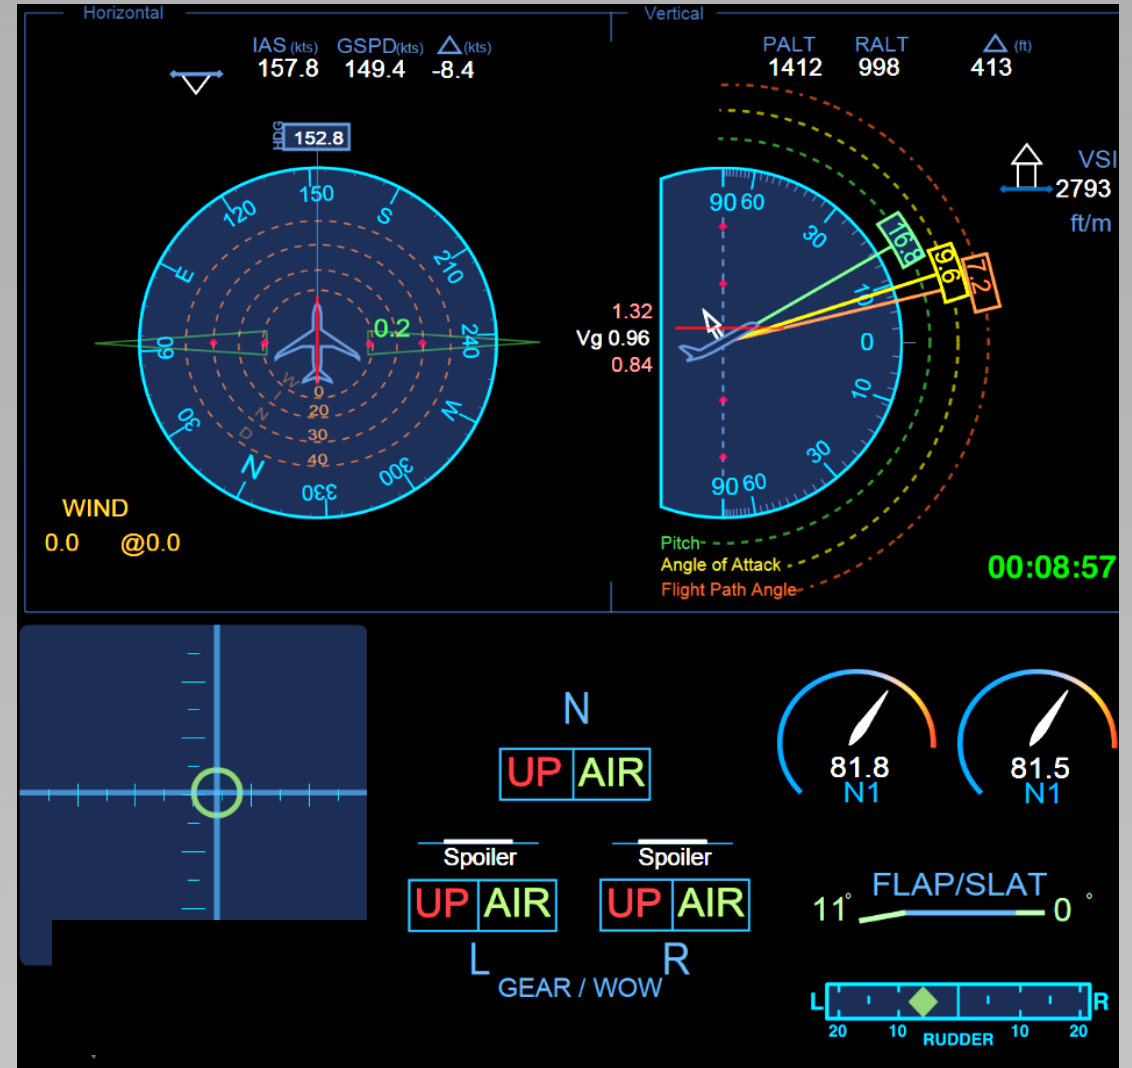 Horizontal
Vertical
IAS (kts) GSPD(kts) Δ(kts)
157.8 149.4 -8.4
PALT RALT Δ (ft)
1412 998 413
HDG 152.8
150
120
S
E
210
60
240
30
W
N
300
330
0.2
0
20
30
40
WIND
WIND
0.0 @0.0
90 60
30
10
0
10
30
90 60
16.8
9.6
7.2
1.32
Vg 0.96
0.84
VSI
2793
ft/m
Pitch
Angle of Attack
Flight Path Angle
00:08:57
N
UP AIR
Spoiler Spoiler
UP AIR UP AIR
L R
GEAR / WOW
81.8 81.5
N1 N1
FLAP/SLAT
11° 0 °
L R
20 10 10 20
RUDDER